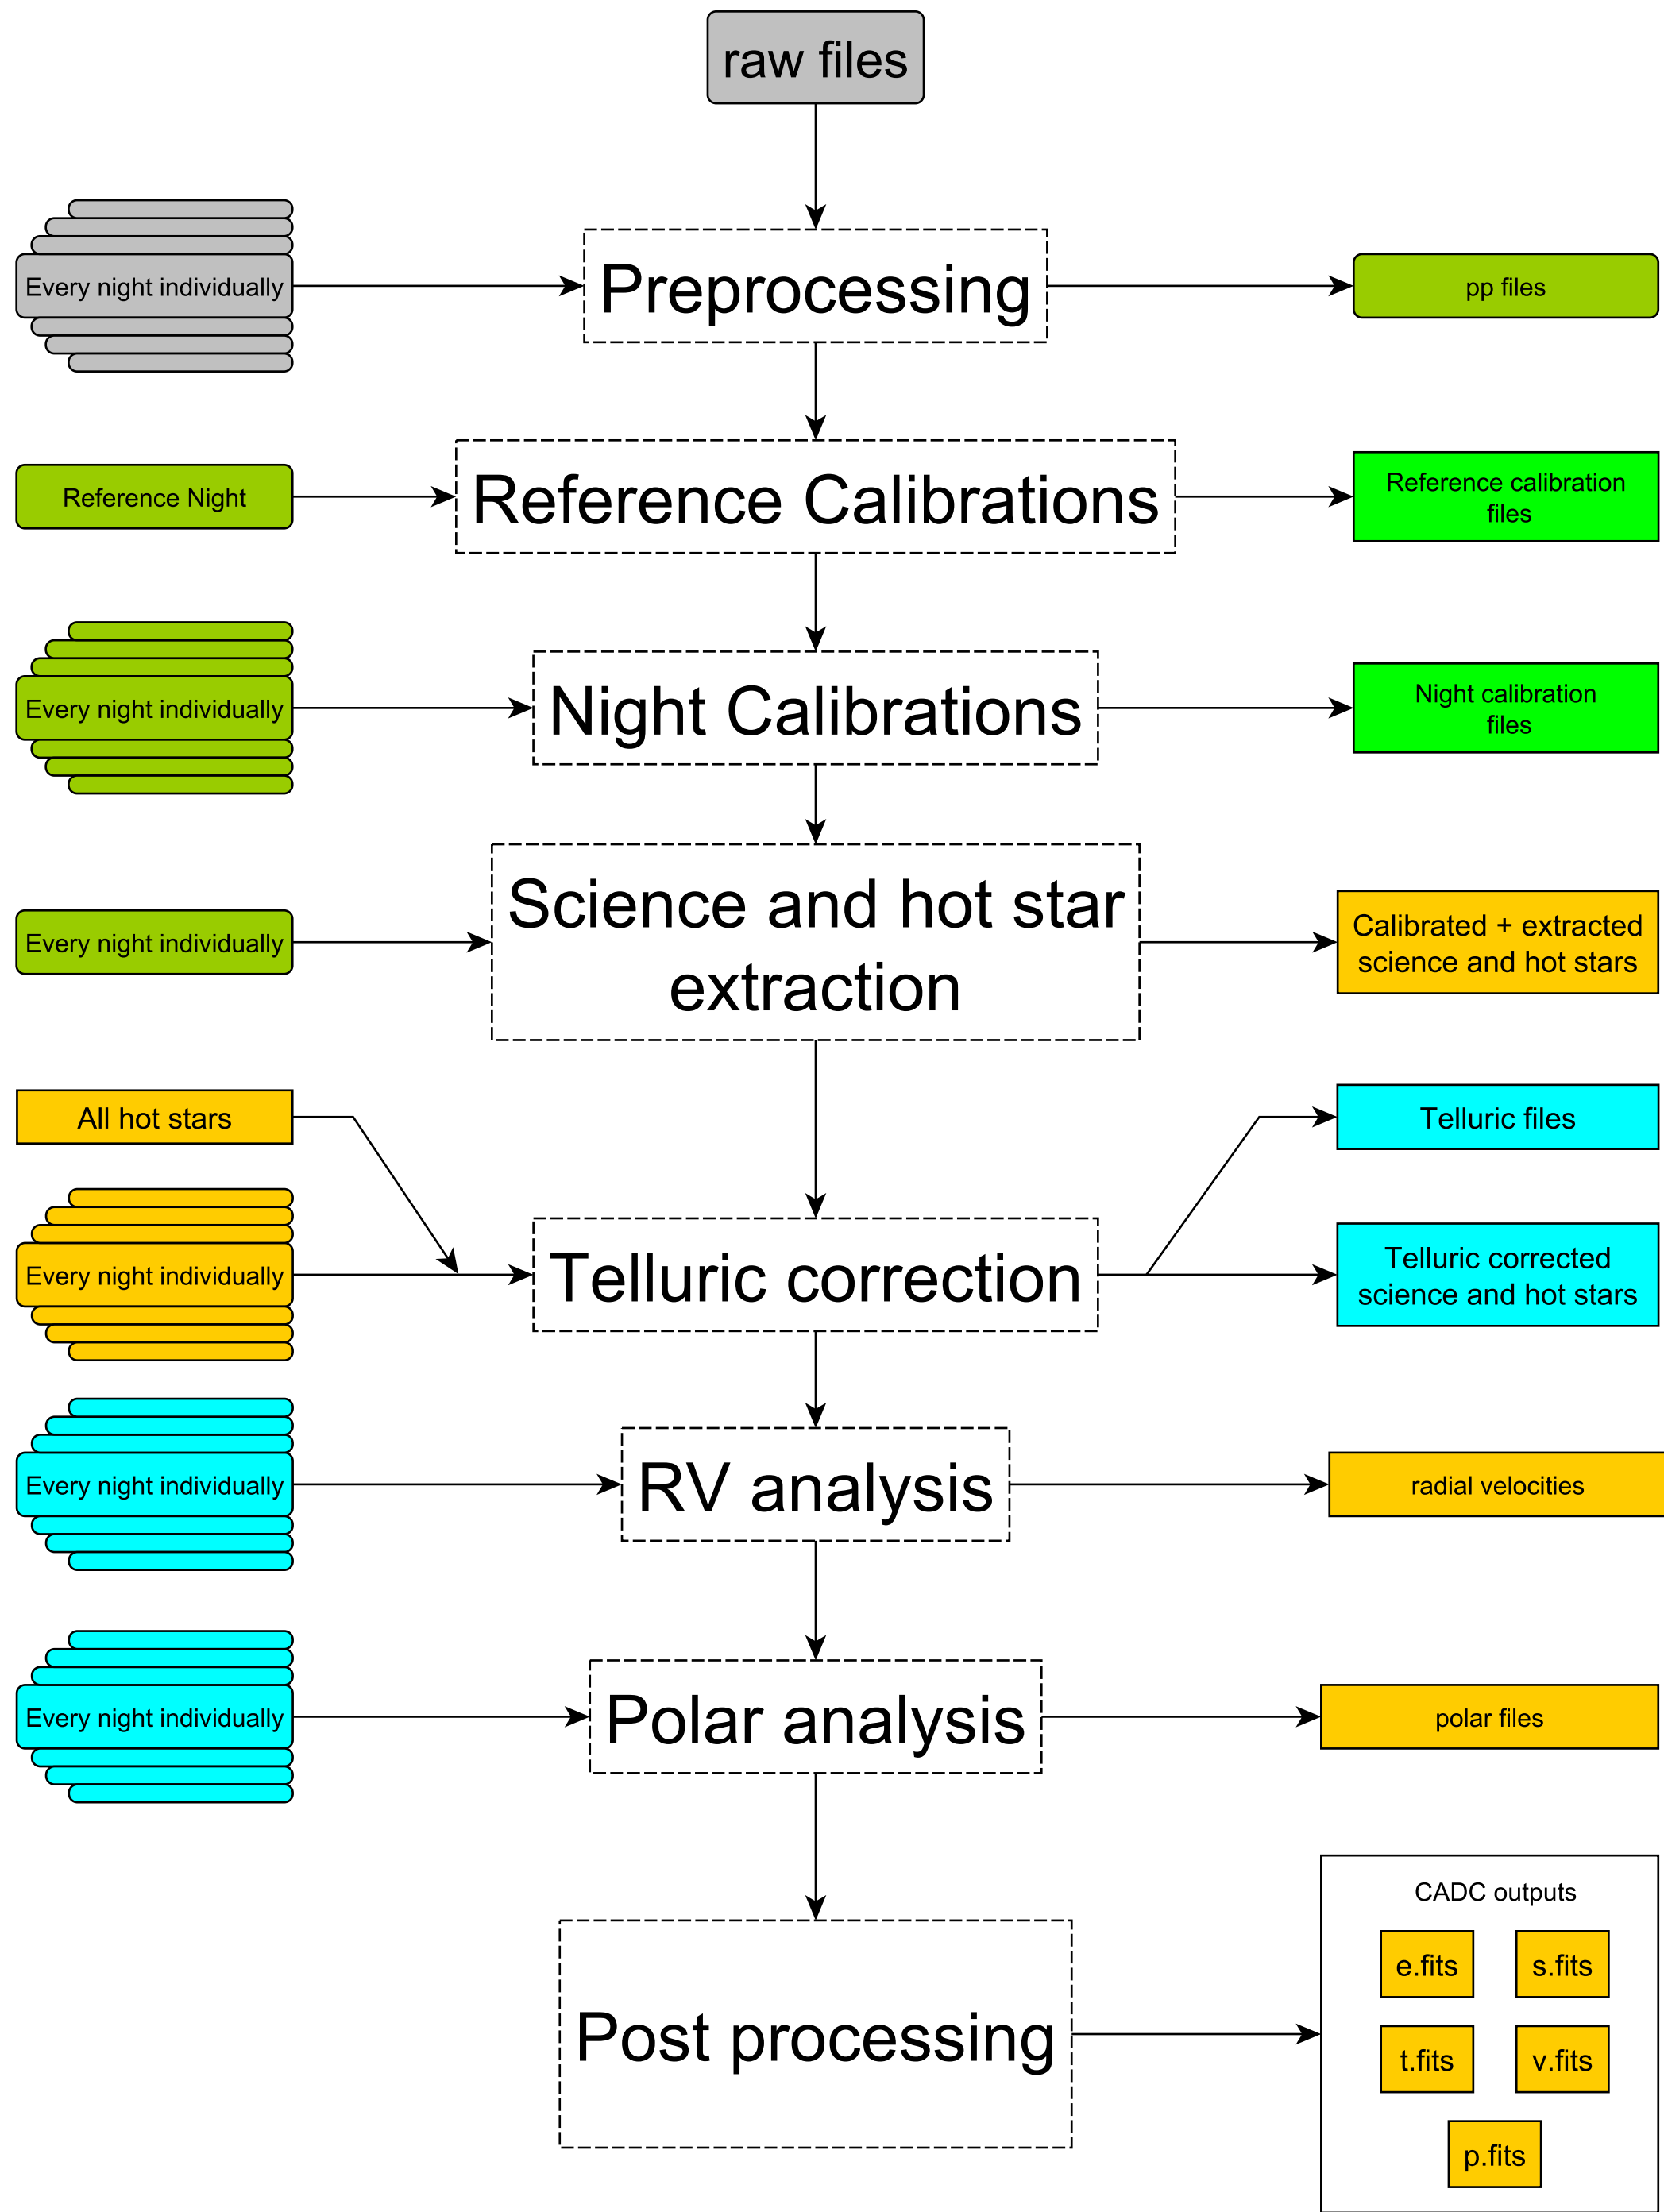 raw files
Every night individually
Preprocessing
pp files
Reference Night
Reference Calibrations
Reference calibration
files
Every night individually
Night Calibrations
Night calibration
files
Every night individually
Science and hot star
extraction
Calibrated + extracted
science and hot stars
All hot stars
Telluric files
Every night individually
Telluric correction
Telluric corrected
science and hot stars
Every night individually
RV analysis
radial velocities
Every night individually
Polar analysis
polar files
Post processing
CADC outputs
e.fits
s.fits
t.fits
v.fits
p.fits